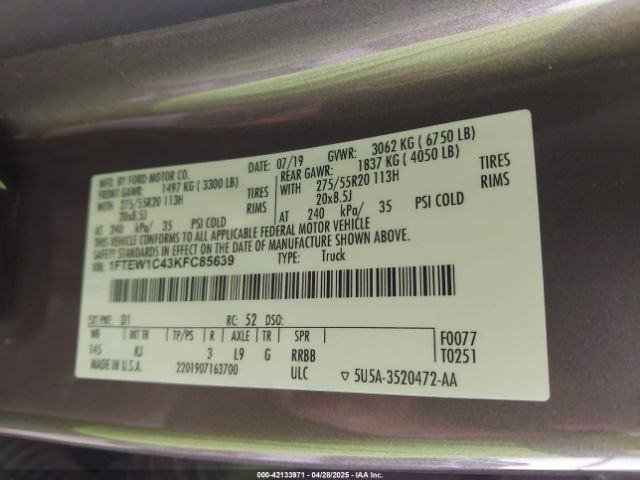 MFD. BY FORD MOTOR CO. DATE: 07/19 GVWR: 3062 KG ( 6750 LB)
FRONT GAWR: 1497 KG ( 3300 LB) REAR GAWR: 1837 KG ( 4050 LB)
WITH 275/55R20 113H TIRES WITH 275/55R20 113H TIRES
20x8.5J RIMS 20x8.5J RIMS
AT 240 kPa/ 35 PSI COLD AT 240 kPa/ 35 PSI COLD
THIS VEHICLE CONFORMS TO ALL APPLICABLE FEDERAL MOTOR VEHICLE
SAFETY STANDARDS IN EFFECT ON THE DATE OF MANUFACTURE SHOWN ABOVE.
VIN: 1FTEW1C43KFC85639 TYPE: Truck
EXT PNT: D1 RC: 52 DSO:
WB INT TR TP/PS R AXLE TR SPR F0077
145 KJ 3 L9 G RRBB T0251
MADE IN U.S.A. 2201907163700 ULC ▽ 5U5A-3520472-AA
000-42133971 - 04/28/2025 - IAA Inc.